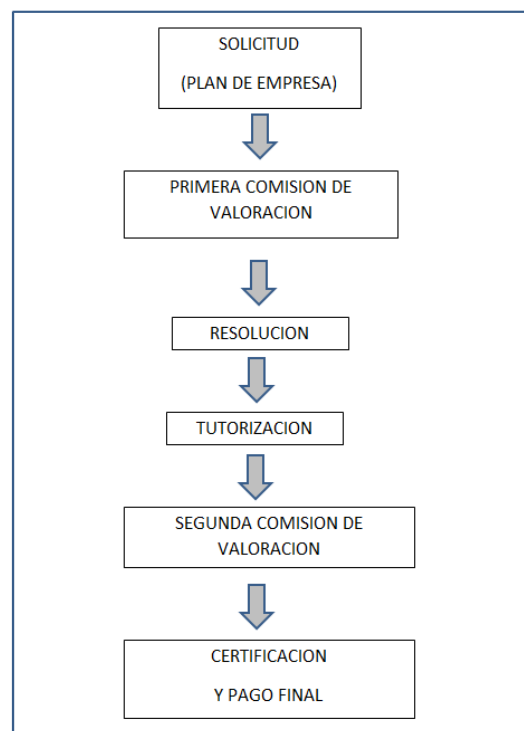 SOLICITUD
(PLAN DE EMPRESA)
PRIMERA COMISION DE
VALORACION
RESOLUCION
TUTORIZACION
SEGUNDA COMISION DE
VALORACION
CERTIFICACION
Y PAGO FINAL